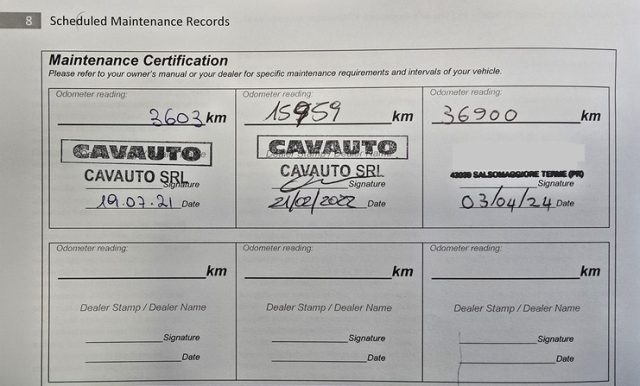 8 Scheduled Maintenance Records
Maintenance Certification
Please refer to your owner's manual or your dealer for specific maintenance requirements and intervals of your vehicle.
Odometer reading: Odometer reading: Odometer reading:
3603 km 15959 km 36900 km
CAVAUTO CAVAUTO
CAVAUTO SRL CAVAUTO SRL 43039 SALSOMAGGIORE TERME (PR)
Signature Signature Signature
19.07.21 Date 21/02/2022 Date 03/04/24 Date
Odometer reading: Odometer reading: Odometer reading:
km km km
Dealer Stamp / Dealer Name Dealer Stamp / Dealer Name Dealer Stamp / Dealer Name
Signature Signature Signature
Date Date Date